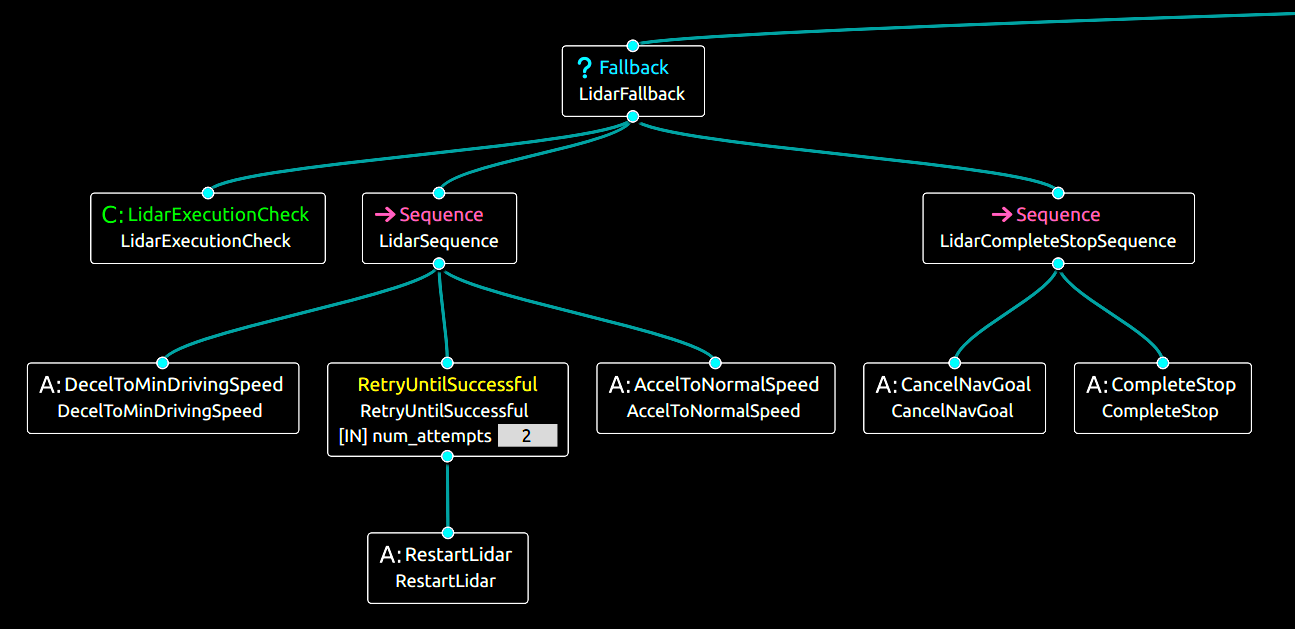 ? Fallback
LidarFallback
C: LidarExecutionCheck
LidarExecutionCheck
→ Sequence
LidarSequence
→ Sequence
LidarCompleteStopSequence
A: DecelToMinDrivingSpeed
DecelToMinDrivingSpeed
RetryUntilSuccessful
RetryUntilSuccessful
[IN] num_attempts 2
A: AccelToNormalSpeed
AccelToNormalSpeed
A: CancelNavGoal
CancelNavGoal
A: CompleteStop
CompleteStop
A: RestartLidar
RestartLidar